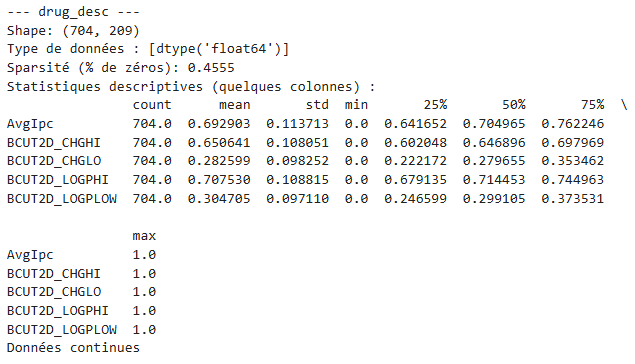 --- drug_desc ---
Shape: (704, 209)
Type de données : [dtype('float64')]
Sparsité (% de zéros): 0.4555
Statistiques descriptives (quelques colonnes) :
                count      mean       std  min       25%       50%       75%  \
AvgIpc          704.0  0.692903  0.113713  0.0  0.641652  0.704965  0.762246
BCUT2D_CHGHI    704.0  0.650641  0.108051  0.0  0.602048  0.646896  0.697969
BCUT2D_CHGLO    704.0  0.282599  0.098252  0.0  0.222172  0.279655  0.353462
BCUT2D_LOGPHI   704.0  0.707530  0.108815  0.0  0.679135  0.714453  0.744963
BCUT2D_LOGPLOW  704.0  0.304705  0.097110  0.0  0.246599  0.299105  0.373531
                max
AvgIpc          1.0
BCUT2D_CHGHI    1.0
BCUT2D_CHGLO    1.0
BCUT2D_LOGPHI   1.0
BCUT2D_LOGPLOW  1.0
Données continues